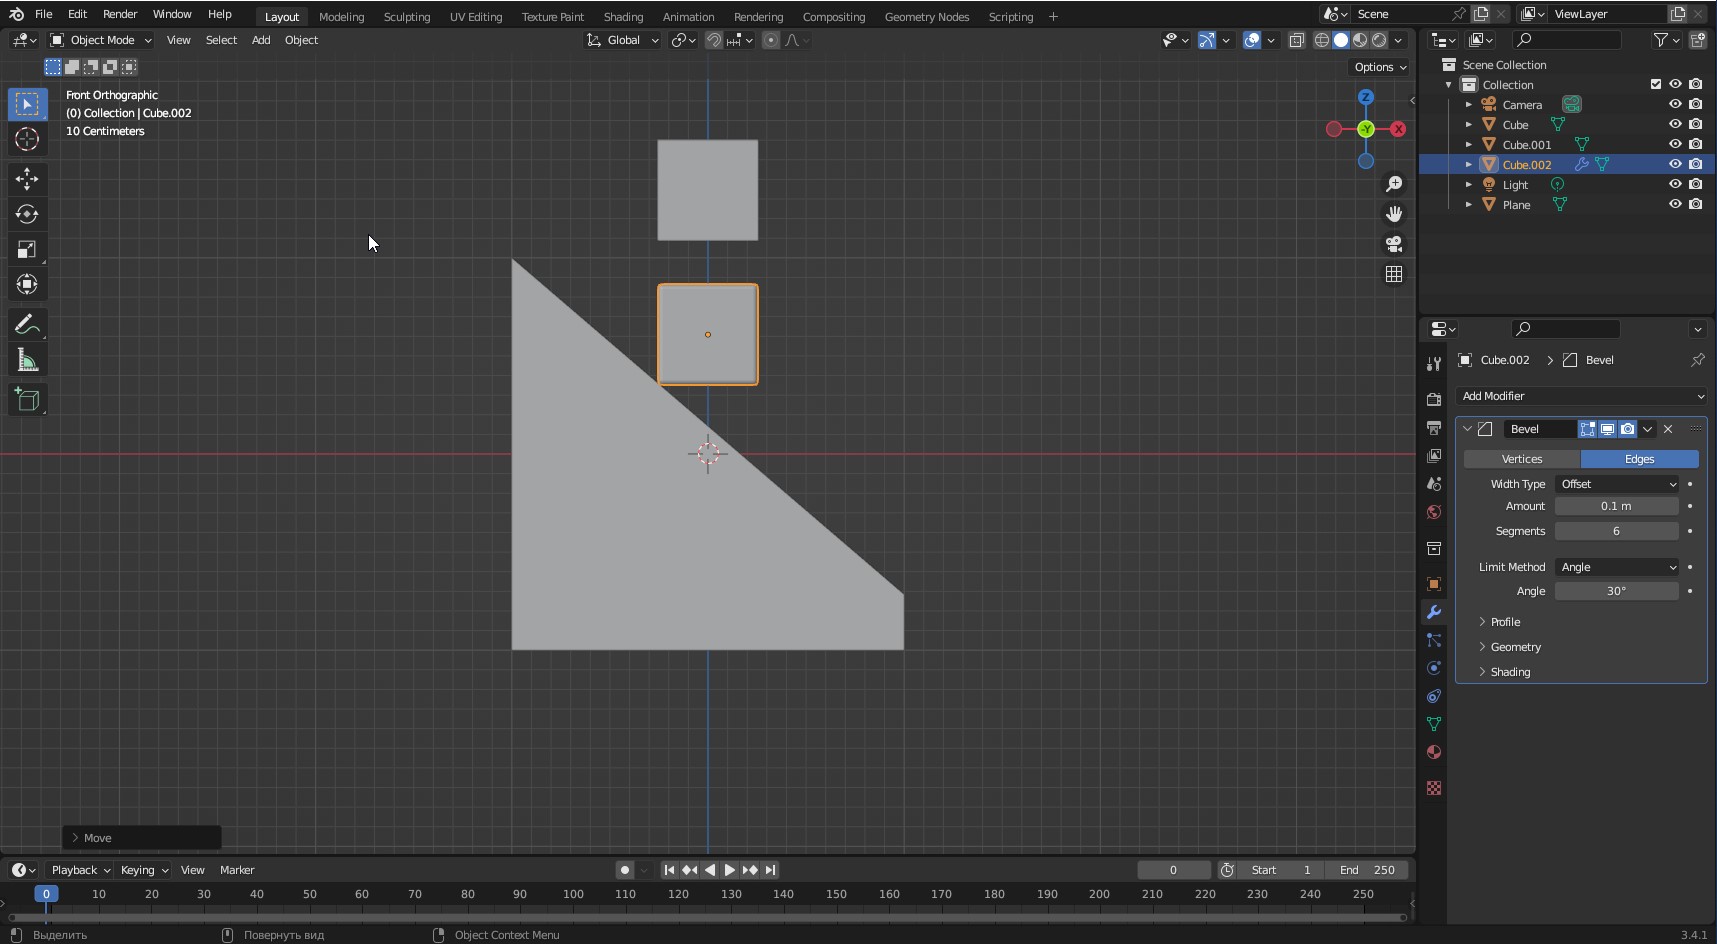 File Edit Render Window Help Layout Modeling Sculpting UV Editing Texture Paint Shading Animation Rendering Compositing Geometry Nodes Scripting + Scene ViewLayer
Object Mode View Select Add Object Global
Options
Front Orthographic
(0) Collection | Cube.002
10 Centimeters
Z
-Y
X
Scene Collection
Collection
Camera
Cube
Cube.001
Cube.002
Light
Plane
Cube.002 > Bevel
Add Modifier
Bevel
Vertices Edges
Width Type Offset
Amount 0.1 m
Segments 6
Limit Method Angle
Angle 30°
Profile
Geometry
Shading
Move
Playback Keying View Marker 0 Start 1 End 250
0 10 20 30 40 50 60 70 80 90 100 110 120 130 140 150 160 170 180 190 200 210 220 230 240 250
Выделить Повернуть вид Object Context Menu 3.4.1